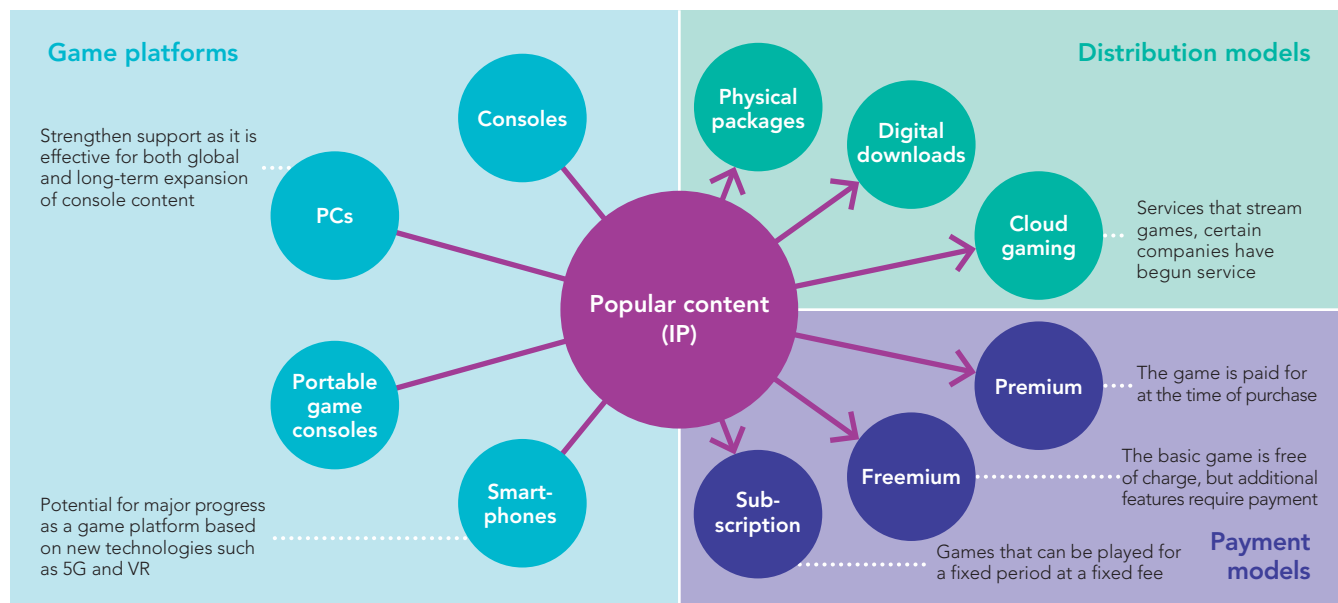 Game platforms
Consoles
Strengthen support as it is
effective for both global
and long-term expansion
of console content
PCs
Portable
game
consoles
Smart-
phones
Potential for major progress
as a game platform based
on new technologies such
as 5G and VR
Popular content
(IP)
Distribution models
Physical
packages
Digital
downloads
Cloud
gaming
Services that stream
games, certain
companies have
begun service
Premium
The game is paid for
at the time of purchase
Freemium
The basic game is free
of charge, but additional
features require payment
Sub-
scription
Games that can be played for
a fixed period at a fixed fee
Payment
models